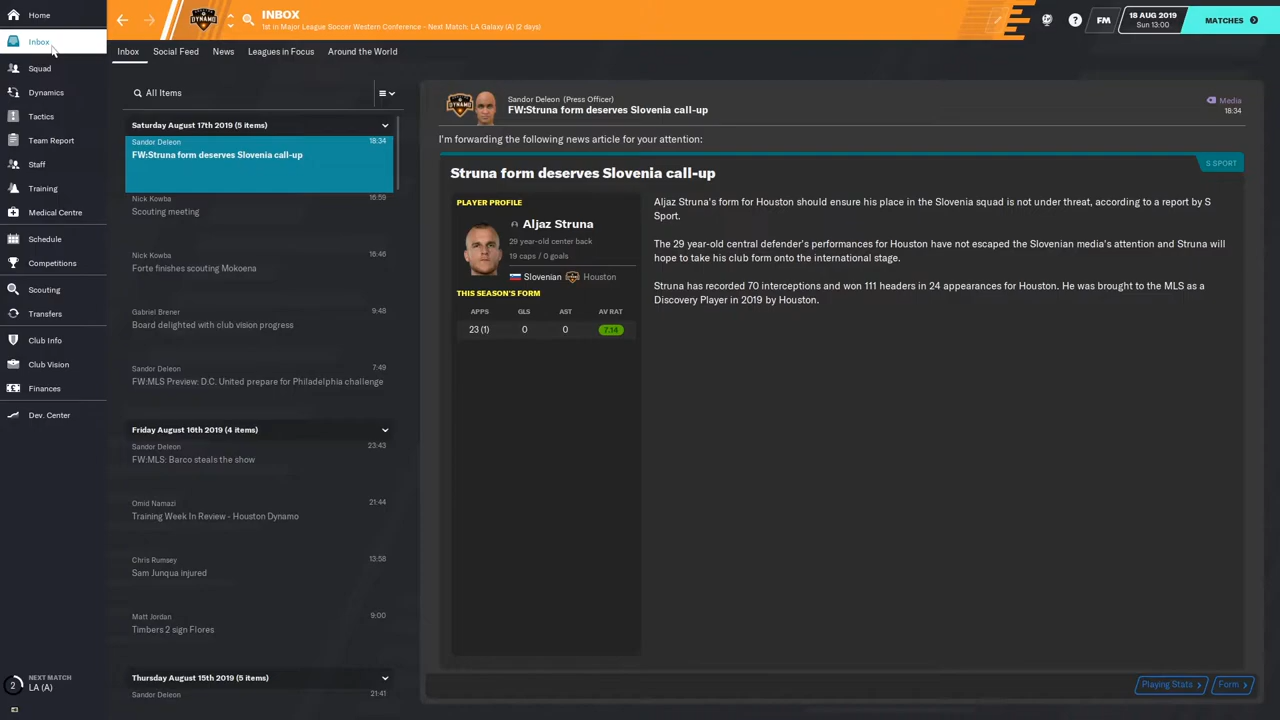 Home
Inbox
Squad
Dynamics
Tactics
Team Report
Staff
Training
Medical Centre
Schedule
Competitions
Scouting
Transfers
Club Info
Club Vision
Finances
Dev. Center
2
NEXT MATCH
LA (A)
DYNAMO
INBOX
1st in Major League Soccer Western Conference - Next Match: LA Galaxy (A) (2 days)
?
FM
18 AUG 2019
Sun 13:00
MATCHES
Inbox
Social Feed
News
Leagues in Focus
Around the World
All Items
Saturday August 17th 2019 (5 items)
Sandor Deleon 18:34
FW:Struna form deserves Slovenia call-up
Nick Kowba 16:59
Scouting meeting
Nick Kowba 16:46
Forte finishes scouting Mokoena
Gabriel Brener 9:48
Board delighted with club vision progress
Sandor Deleon 7:49
FW:MLS Preview: D.C. United prepare for Philadelphia challenge
Friday August 16th 2019 (4 items)
Sandor Deleon 23:43
FW:MLS: Barco steals the show
Omid Namazi 21:44
Training Week In Review - Houston Dynamo
Chris Rumsey 13:58
Sam Junqua injured
Matt Jordan 9:00
Timbers 2 sign Flores
Thursday August 15th 2019 (5 items)
Sandor Deleon 21:41
DYNAMO
Sandor Deleon (Press Officer)
FW:Struna form deserves Slovenia call-up
Media
18:34
I'm forwarding the following news article for your attention:
S SPORT
Struna form deserves Slovenia call-up
PLAYER PROFILE
Aljaz Struna
29 year-old center back
19 caps / 0 goals
Slovenian Houston
THIS SEASON'S FORM
APPS GLS AST AV RAT
23 (1) 0 0 7.14
Aljaz Struna's form for Houston should ensure his place in the Slovenia squad is not under threat, according to a report by S
Sport.
The 29 year-old central defender's performances for Houston have not escaped the Slovenian media's attention and Struna will
hope to take his club form onto the international stage.
Struna has recorded 70 interceptions and won 111 headers in 24 appearances for Houston. He was brought to the MLS as a
Discovery Player in 2019 by Houston.
Playing Stats
Form